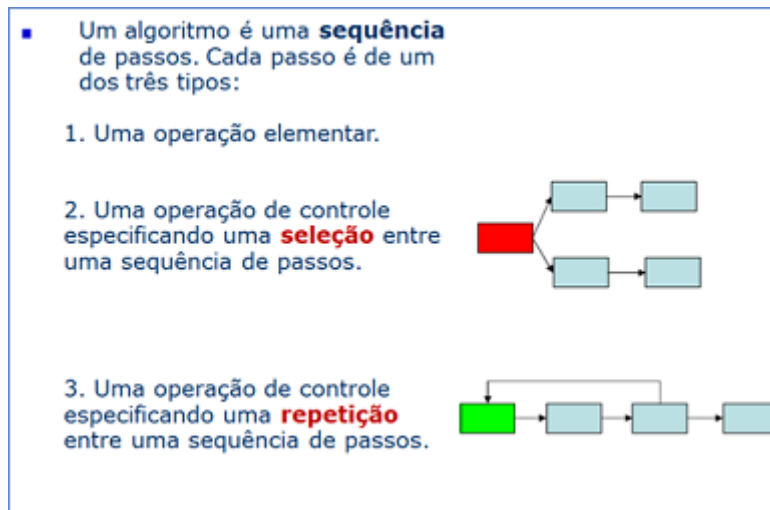 Um algoritmo é uma sequência
de passos. Cada passo é de um
dos três tipos:
1. Uma operação elementar.
2. Uma operação de controle
especificando uma seleção entre
uma sequência de passos.
3. Uma operação de controle
especificando uma repetição
entre uma sequência de passos.